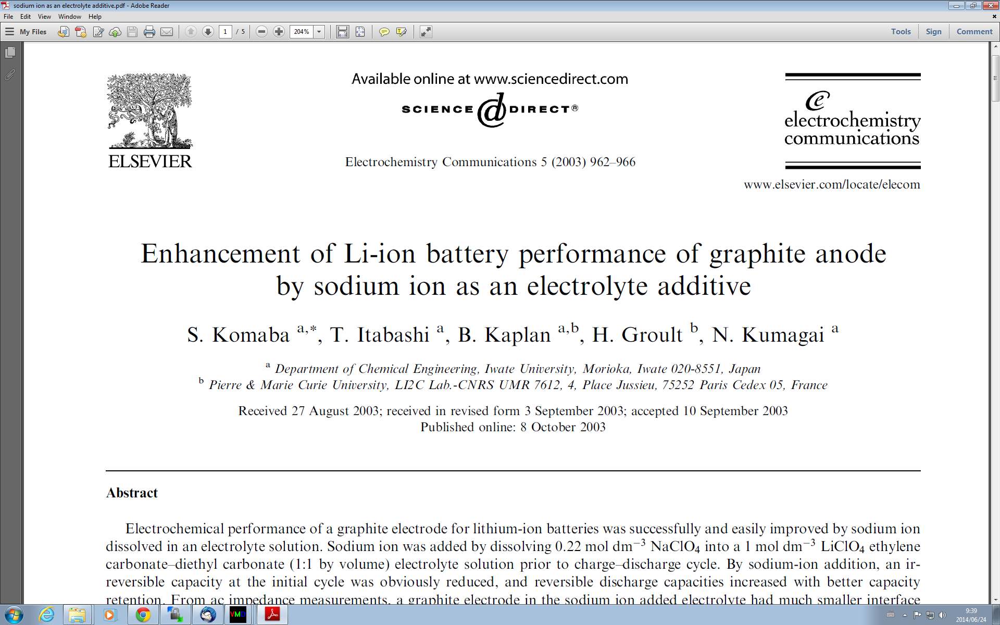 sodium ion as an electrolyte additive.pdf - Adobe Reader
File Edit View Window Help
My Files 1 / 5 204% Tools Sign Comment
Available online at www.sciencedirect.com
SCIENCE @ DIRECT®
NON SOLUS
ELSEVIER
e
electrochemistry
communications
Electrochemistry Communications 5 (2003) 962–966
www.elsevier.com/locate/elecom
Enhancement of Li-ion battery performance of graphite anode
by sodium ion as an electrolyte additive
S. Komaba a,*, T. Itabashi a, B. Kaplan a,b, H. Groult b, N. Kumagai a
a Department of Chemical Engineering, Iwate University, Morioka, Iwate 020-8551, Japan
b Pierre & Marie Curie University, LI2C Lab.-CNRS UMR 7612, 4, Place Jussieu, 75252 Paris Cedex 05, France
Received 27 August 2003; received in revised form 3 September 2003; accepted 10 September 2003
Published online: 8 October 2003
Abstract
Electrochemical performance of a graphite electrode for lithium-ion batteries was successfully and easily improved by sodium ion
dissolved in an electrolyte solution. Sodium ion was added by dissolving 0.22 mol dm−3 NaClO4 into a 1 mol dm−3 LiClO4 ethylene
carbonate–diethyl carbonate (1:1 by volume) electrolyte solution prior to charge–discharge cycle. By sodium-ion addition, an ir-
reversible capacity at the initial cycle was obviously reduced, and reversible discharge capacities increased with better capacity
retention. From ac impedance measurements, a graphite electrode in the sodium ion added electrolyte had much smaller interface
VMD
9:39
2014/06/24